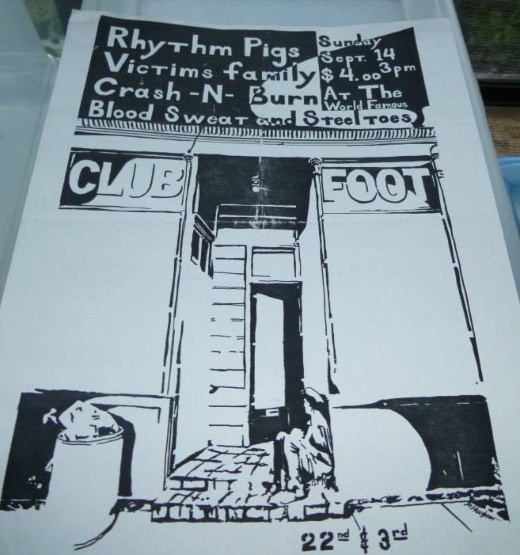 Rhythm Pigs
Victims family
Crash -N- Burn
Blood Sweat and Steel toes
Sunday
Sept. 14
$4.00 3pm
At The
World Famous
CLUB FOOT
22nd & 3rd